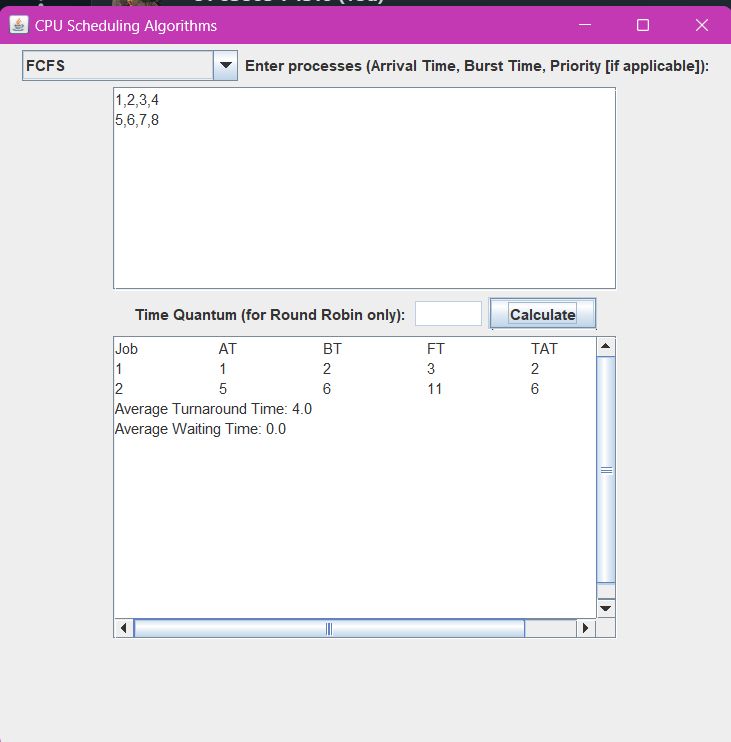 CPU Scheduling Algorithms
FCFS Enter processes (Arrival Time, Burst Time, Priority [if applicable]):
1,2,3,4
5,6,7,8
Time Quantum (for Round Robin only): Calculate
Job AT BT FT TAT
1 1 2 3 2
2 5 6 11 6
Average Turnaround Time: 4.0
Average Waiting Time: 0.0